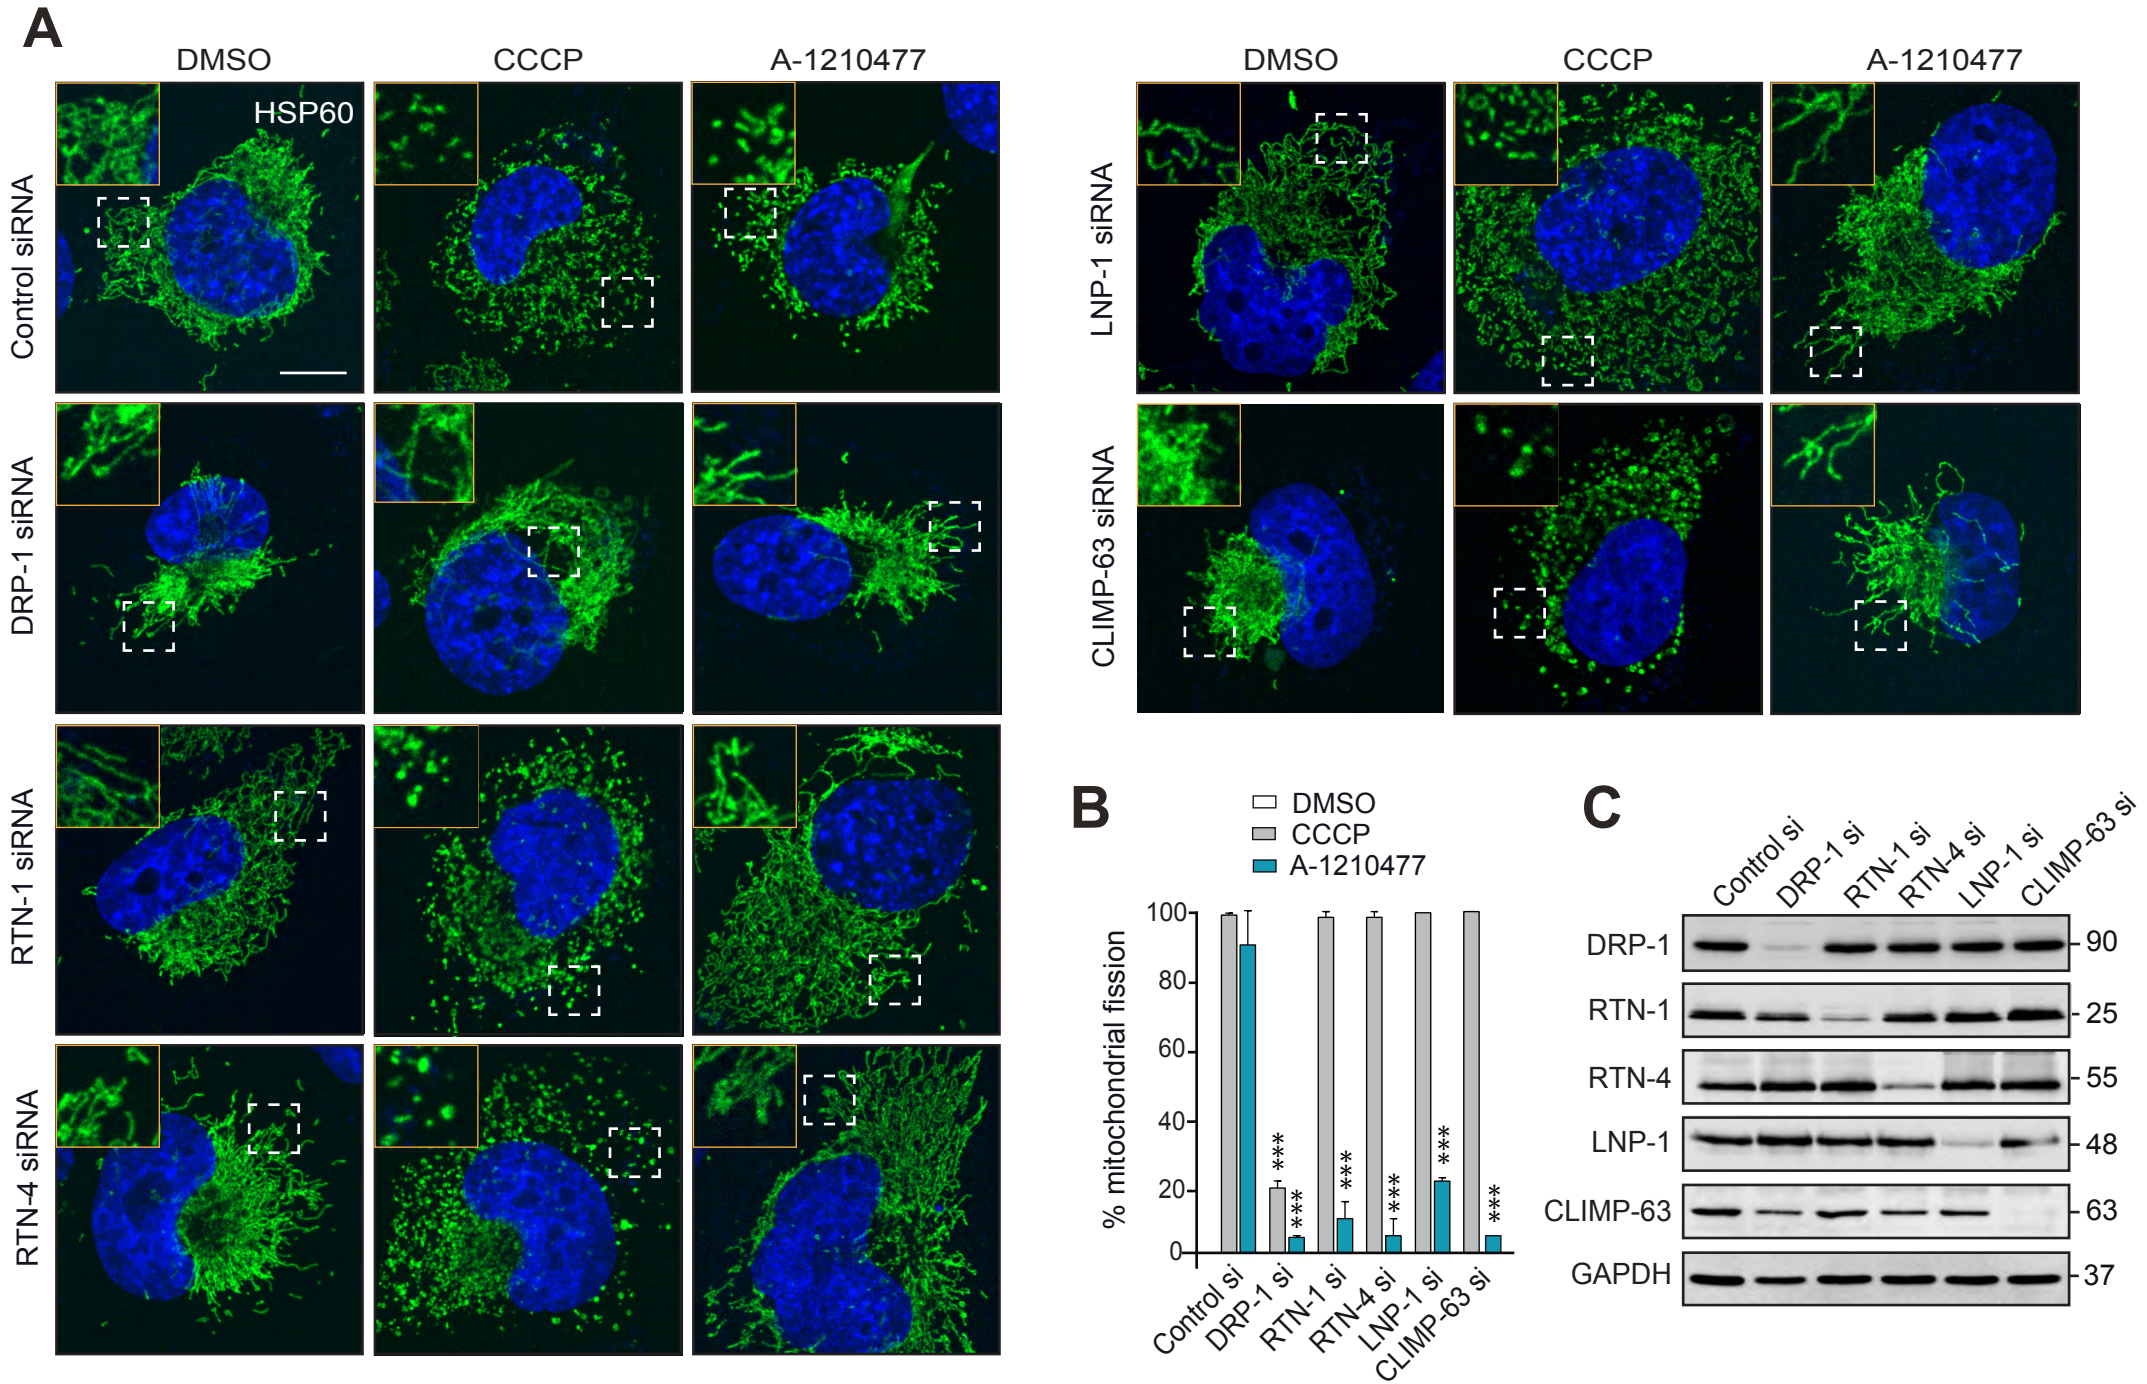 A
DMSO CCCP A-1210477
DMSO CCCP A-1210477
HSP60
Control siRNA
DRP-1 siRNA
RTN-1 siRNA
RTN-4 siRNA
LNP-1 siRNA
CLIMP-63 siRNA
B
DMSO
CCCP
A-1210477
% mitochondrial fission
100
80
60
40
20
0
***
***
***
***
***
***
Control si
DRP-1 si
RTN-1 si
RTN-4 si
LNP-1 si
CLIMP-63 si
C
Control si
DRP-1 si
RTN-1 si
RTN-4 si
LNP-1 si
CLIMP-63 si
DRP-1 90
RTN-1 25
RTN-4 55
LNP-1 48
CLIMP-63 63
GAPDH 37